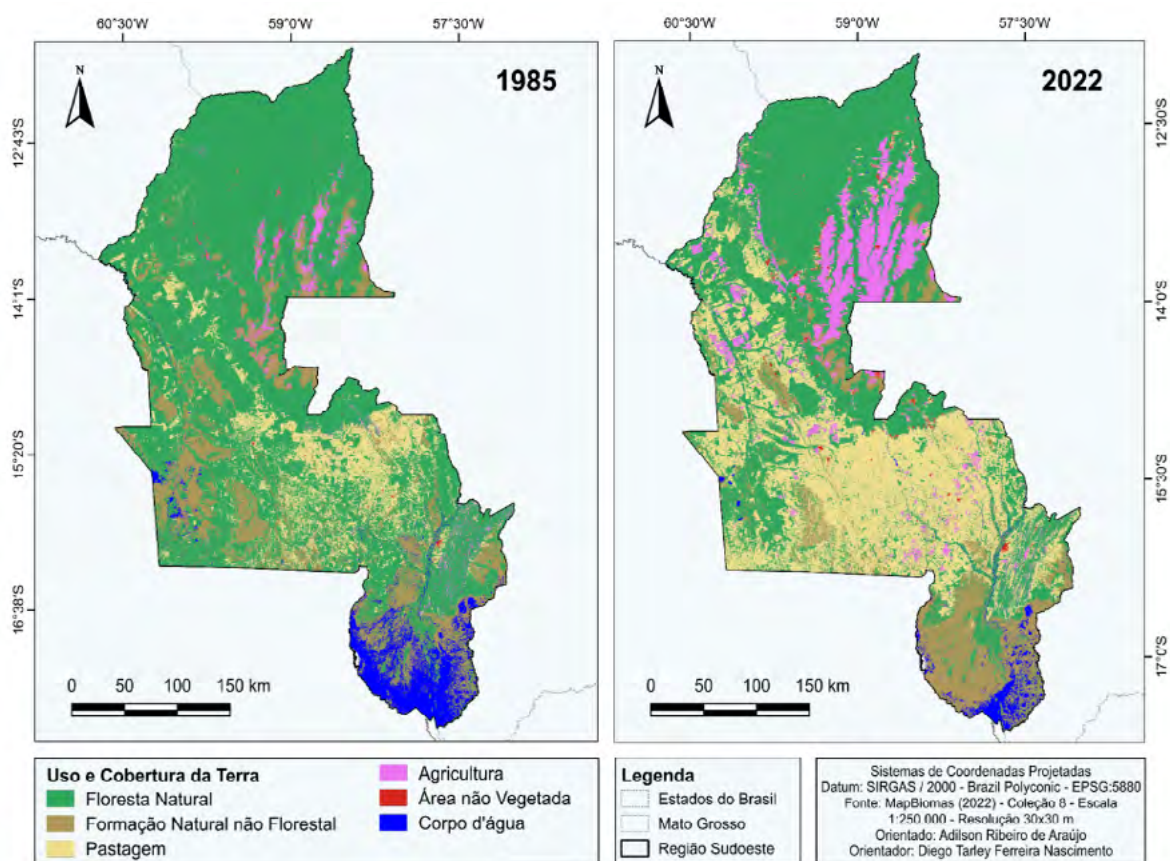 60°30'W 59°0'W 57°30'W
60°30'W 59°0'W 57°30'W
N
1985
N
2022
12°43'S
14°1'S
15°20'S
16°38'S
12°30'S
14°0'S
15°30'S
17°0'S
0 50 100 150 km
0 50 100 150 km
Uso e Cobertura da Terra
Floresta Natural
Formação Natural não Florestal
Pastagem
Agricultura
Área não Vegetada
Corpo d'água
Legenda
Estados do Brasil
Mato Grosso
Região Sudoeste
Sistemas de Coordenadas Projetadas
Datum: SIRGAS / 2000 - Brazil Polyconic - EPSG:5880
Fonte: MapBiomas (2022) - Coleção 8 - Escala
1:250.000 - Resolução 30x30 m
Orientado: Adilson Ribeiro de Araújo
Orientador: Diego Tarley Ferreira Nascimento